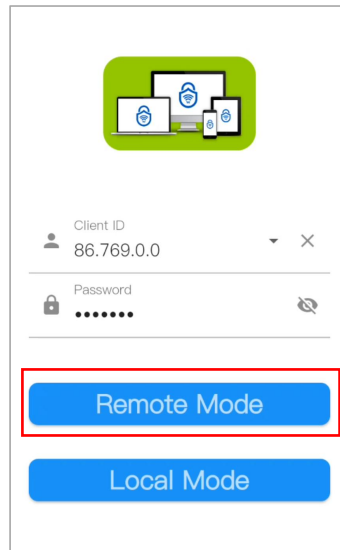 Client ID
86.769.0.0
Password
•••••••
Remote Mode
Local Mode